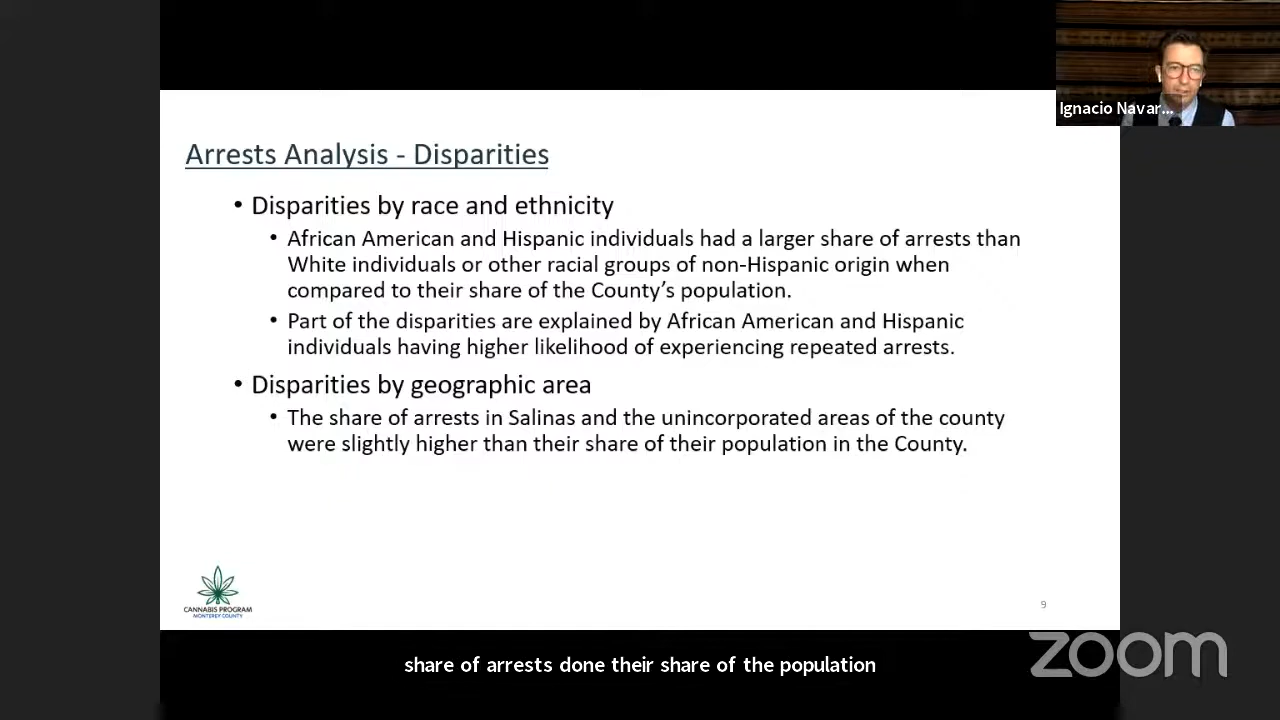 Ignacio Navar...
Arrests Analysis - Disparities
• Disparities by race and ethnicity
• African American and Hispanic individuals had a larger share of arrests than
White individuals or other racial groups of non-Hispanic origin when
compared to their share of the County's population.
• Part of the disparities are explained by African American and Hispanic
individuals having higher likelihood of experiencing repeated arrests.
• Disparities by geographic area
• The share of arrests in Salinas and the unincorporated areas of the county
were slightly higher than their share of their population in the County.
CANNABIS PROGRAM
MONTEREY COUNTY
9
zoom
share of arrests done their share of the population